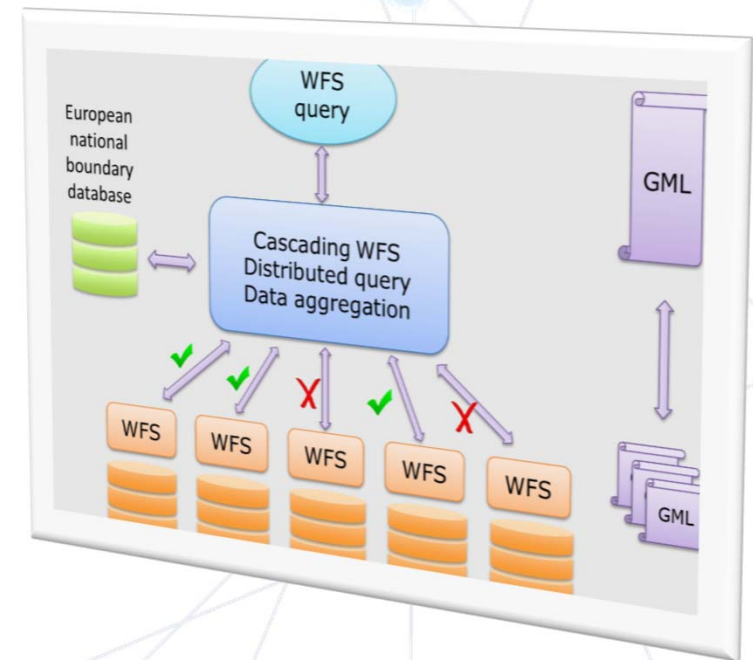 WFS
query
European
national
boundary
database
GML
Cascading WFS
Distributed query
Data aggregation
WFS
WFS
WFS
WFS
WFS
GML